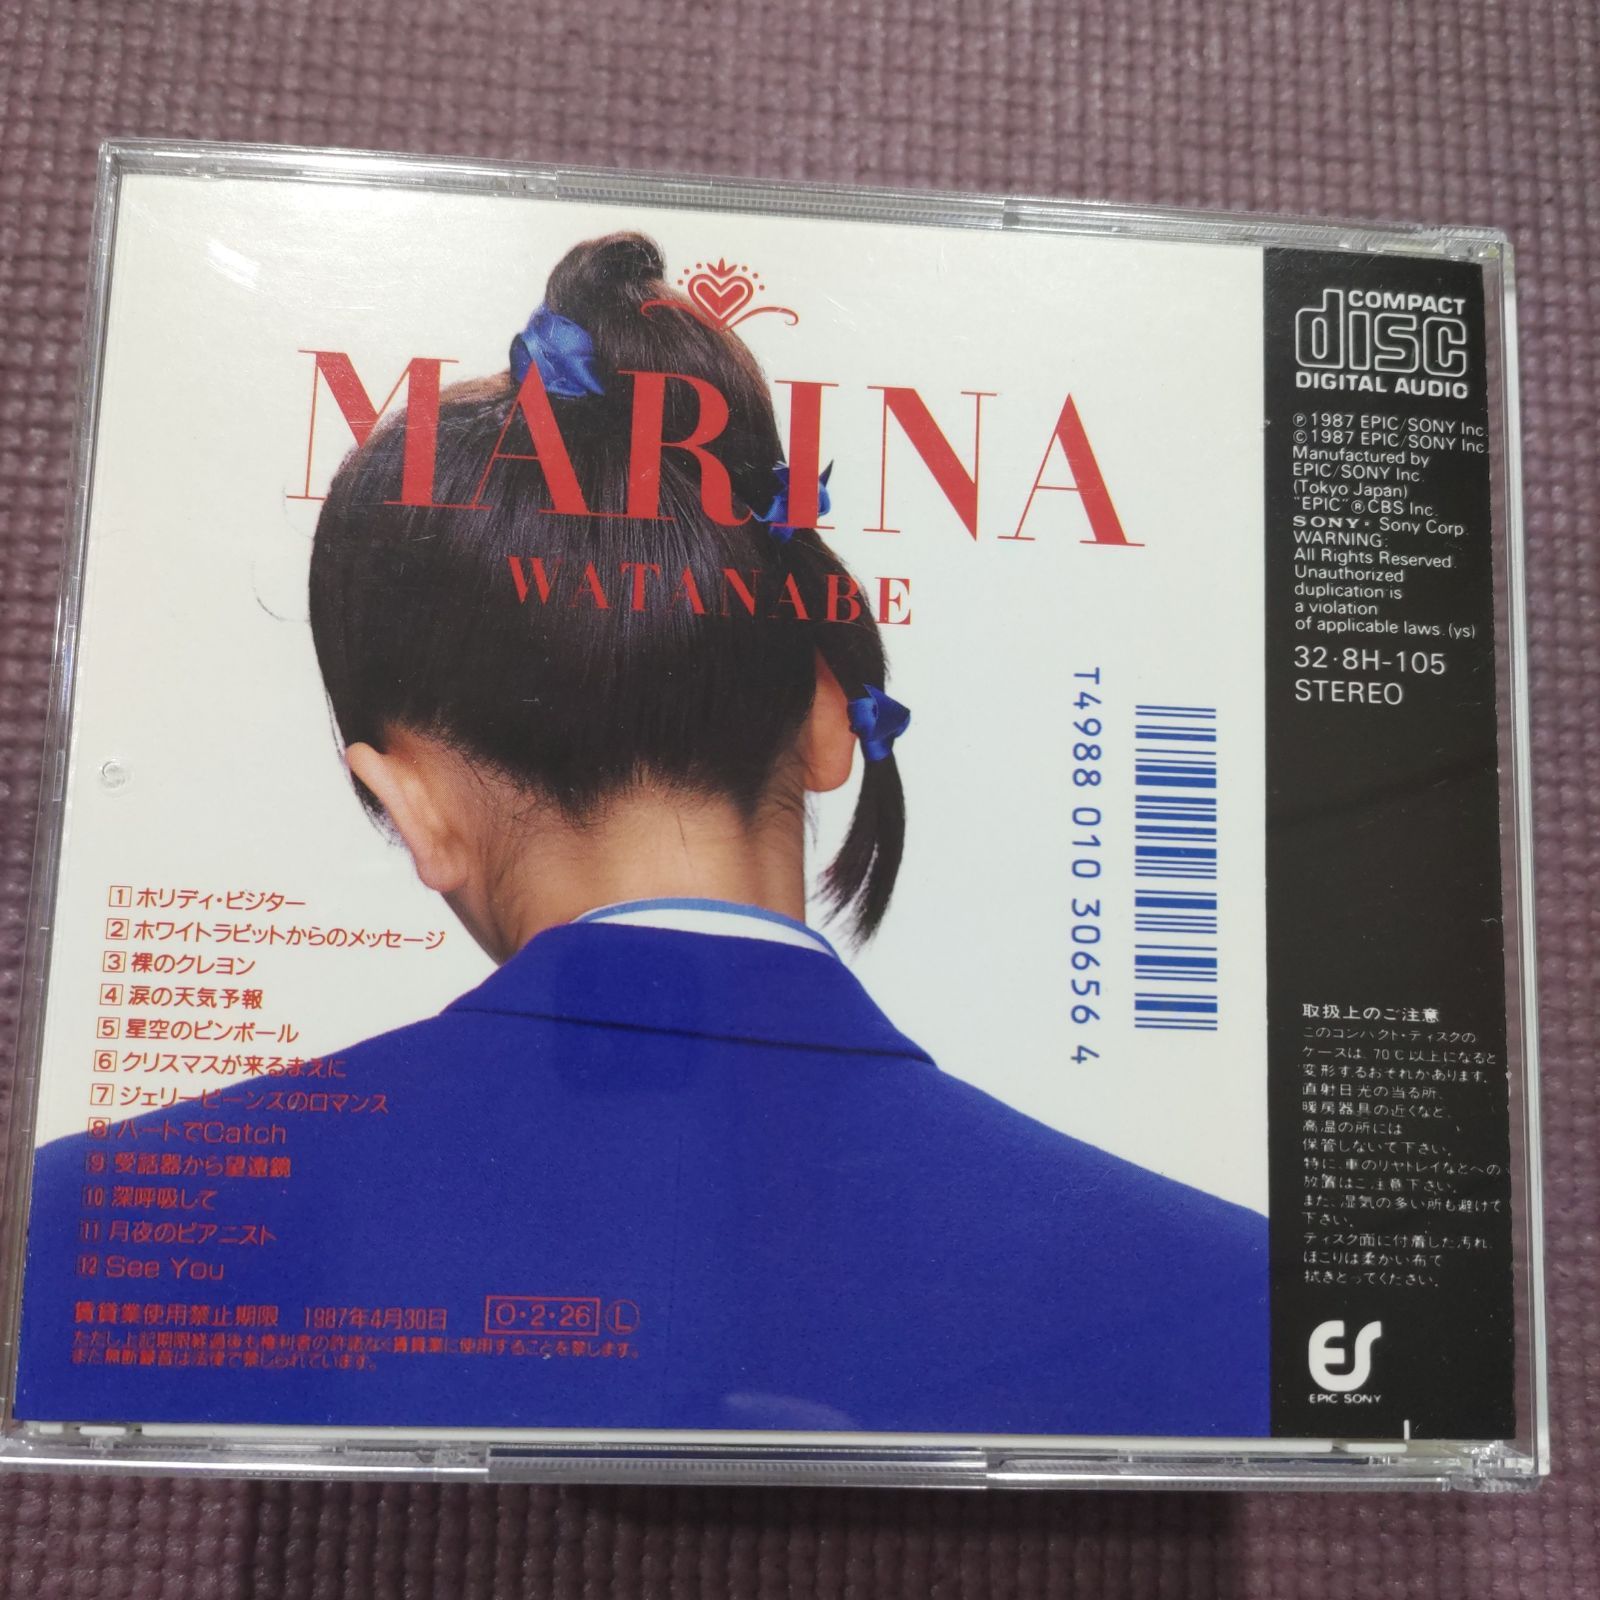 MARINA
WATANABE
1 ホリディ・ビジター
2 ホワイトラビットからのメッセージ
3 裸のクレヨン
4 涙の天気予報
5 星空のピンボール
6 クリスマスが来るまえに
7 ジェリービーンズのロマンス
8 ハートでCatch
9 受話器から望遠鏡
10 深呼吸して
11 月夜のピアニスト
12 See You
賃貸業使用禁止期限 1987年4月30日 O・2・26 L
ただし上記期限経過後も権利者の許諾なく賃貸業に使用することを禁します。
また無断録音は法律で禁しられています。
T4988 010 30656 4
COMPACT
disc
DIGITAL AUDIO
Ⓟ1987 EPIC/SONY Inc.
©1987 EPIC/SONY Inc.
Manufactured by
EPIC/SONY Inc.
(Tokyo Japan)
"EPIC"®CBS Inc.
SONY® Sony Corp.
WARNING:
All Rights Reserved.
Unauthorized
duplication is
a violation
of applicable laws.(ys)
32・8H-105
STEREO
取扱上のご注意
このコンパクト・ディスクの
ケースは、70℃以上になると
変形するおそれがあります。
直射日光の当る所、
暖房器具の近くなど、
高温の所には
保管しないで下さい。
特に、車のリヤトレイなどへの
放置はご注意下さい。
また、湿気の多い所も避けて
下さい。
ディスク面に付着した汚れ、
ほこりは柔かい布で
拭きとってください。
ES
EPIC SONY